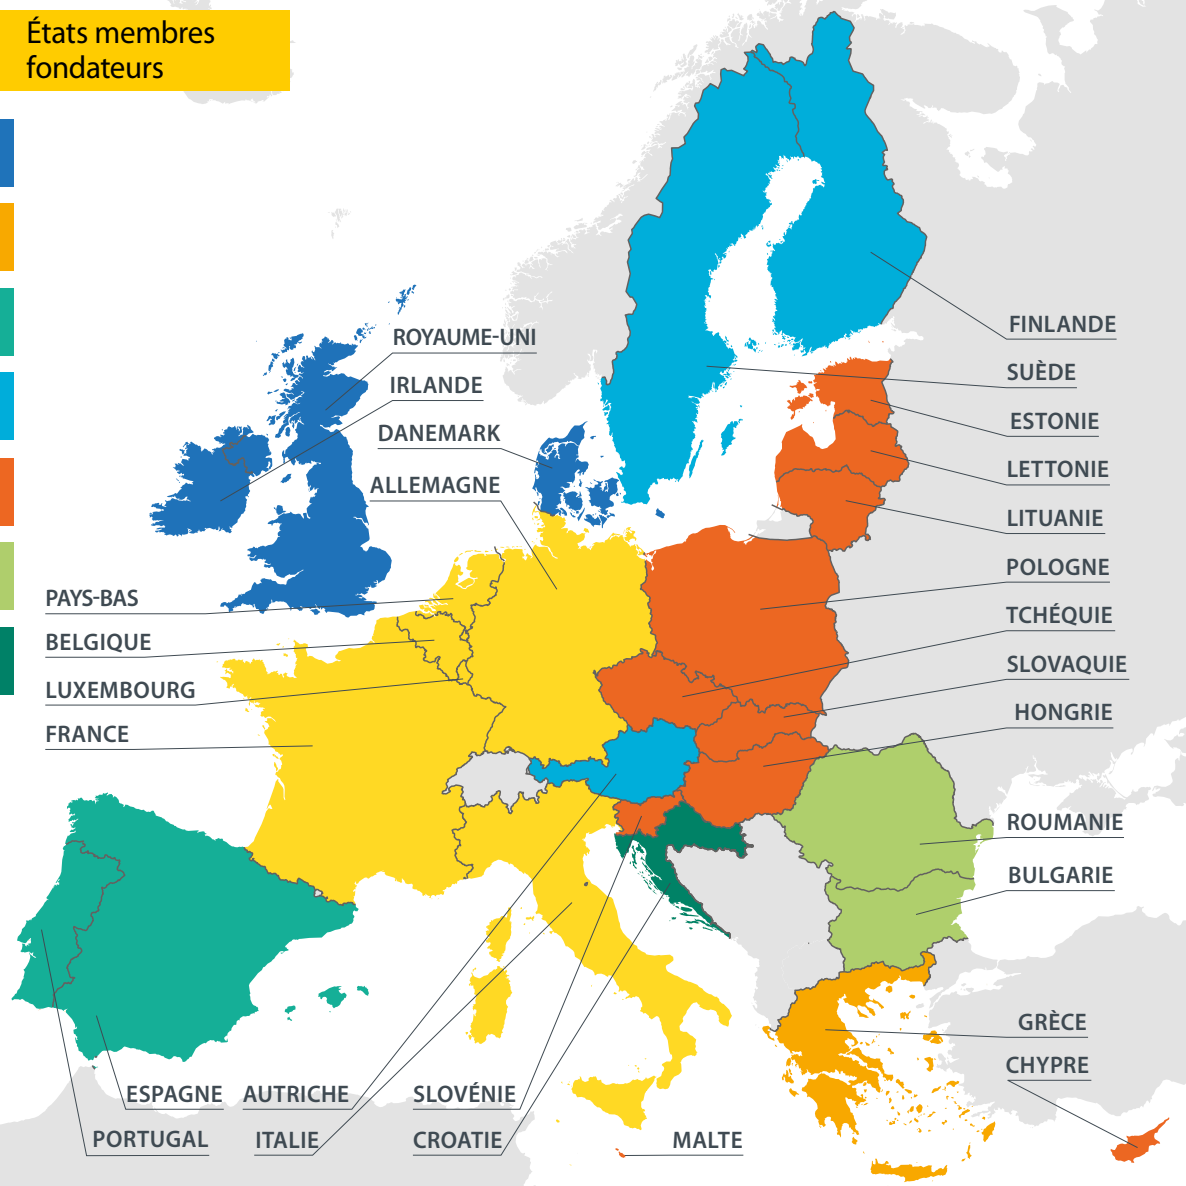 États membres
fondateurs
FINLANDE
ROYAUME-UNI
SUÈDE
IRLANDE
ESTONIE
DANEMARK
LETTONIE
ALLEMAGNE
LITUANIE
POLOGNE
PAYS-BAS
TCHÉQUIE
BELGIQUE
SLOVAQUIE
LUXEMBOURG
HONGRIE
FRANCE
ROUMANIE
BULGARIE
GRÈCE
CHYPRE
ESPAGNE
AUTRICHE
SLOVÉNIE
PORTUGAL
ITALIE
CROATIE
MALTE